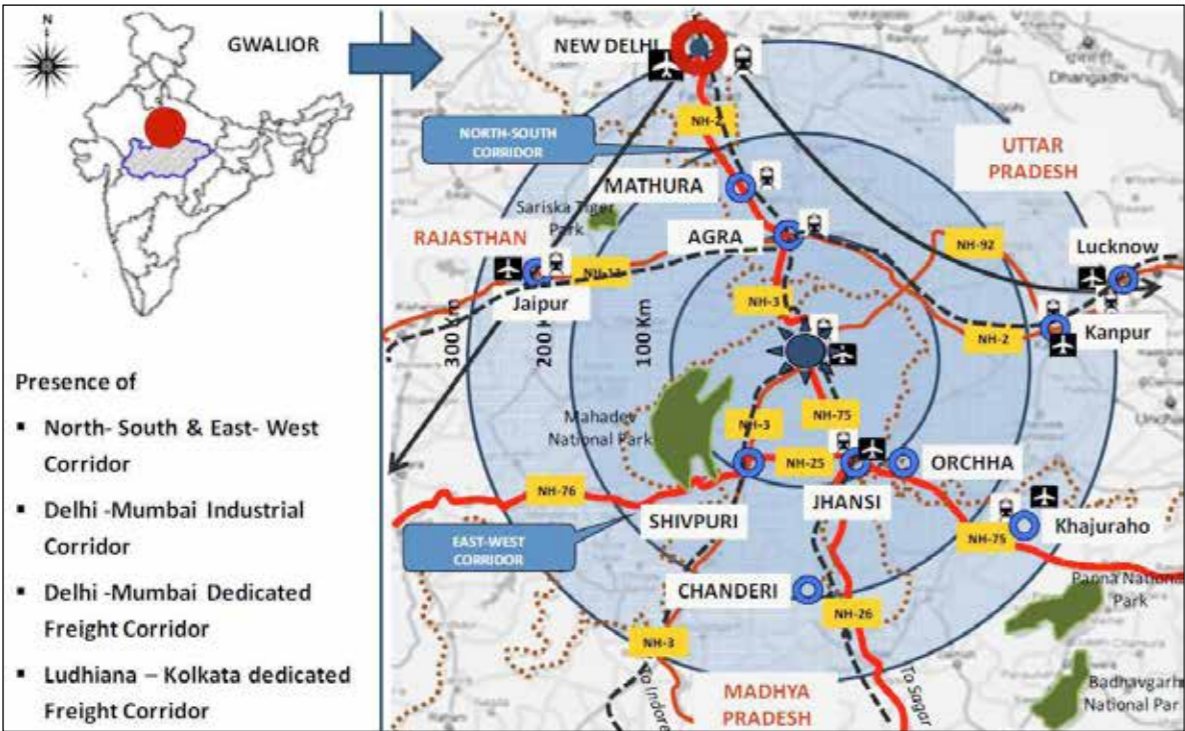 N
S
GWALIOR
Presence of
▪ North- South & East- West
Corridor
▪ Delhi -Mumbai Industrial
Corridor
▪ Delhi -Mumbai Dedicated
Freight Corridor
▪ Ludhiana – Kolkata dedicated
Freight Corridor
NEW DELHI
NH-2
NORTH-SOUTH
CORRIDOR
UTTAR
PRADESH
MATHURA
Sariska Tiger
Park
RAJASTHAN
AGRA
NH-92
Lucknow
Dhangadhi
Jaipur
NH-3
300 Km
200
100 Km
NH-2
Kanpur
Mahadev
National Park
NH-3
NH-75
NH-25
ORCHHA
NH-76
SHIVPURI
JHANSI
Khajuraho
NH-75
EAST-WEST
CORRIDOR
CHANDERI
Panna Nationa
Park
NH-26
NH-3
To Indore
MADHYA
PRADESH
To Sagar
Badhavgarh
National Par